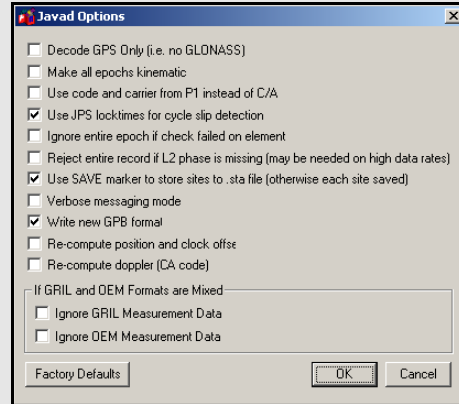 Javad Options
Decode GPS Only (i.e. no GLONASS)
Make all epochs kinematic
Use code and carrier from P1 instead of C/A
Use JPS locktimes for cycle slip detection
Ignore entire epoch if check failed on element
Reject entire record if L2 phase is missing (may be needed on high data rates)
Use SAVE marker to store sites to .sta file (otherwise each site saved)
Verbose messaging mode
Write new GPB format
Re-compute position and clock offse
Re-compute doppler (CA code)
If GRIL and OEM Formats are Mixed
Ignore GRIL Measurement Data
Ignore OEM Measurement Data
Factory Defaults OK Cancel